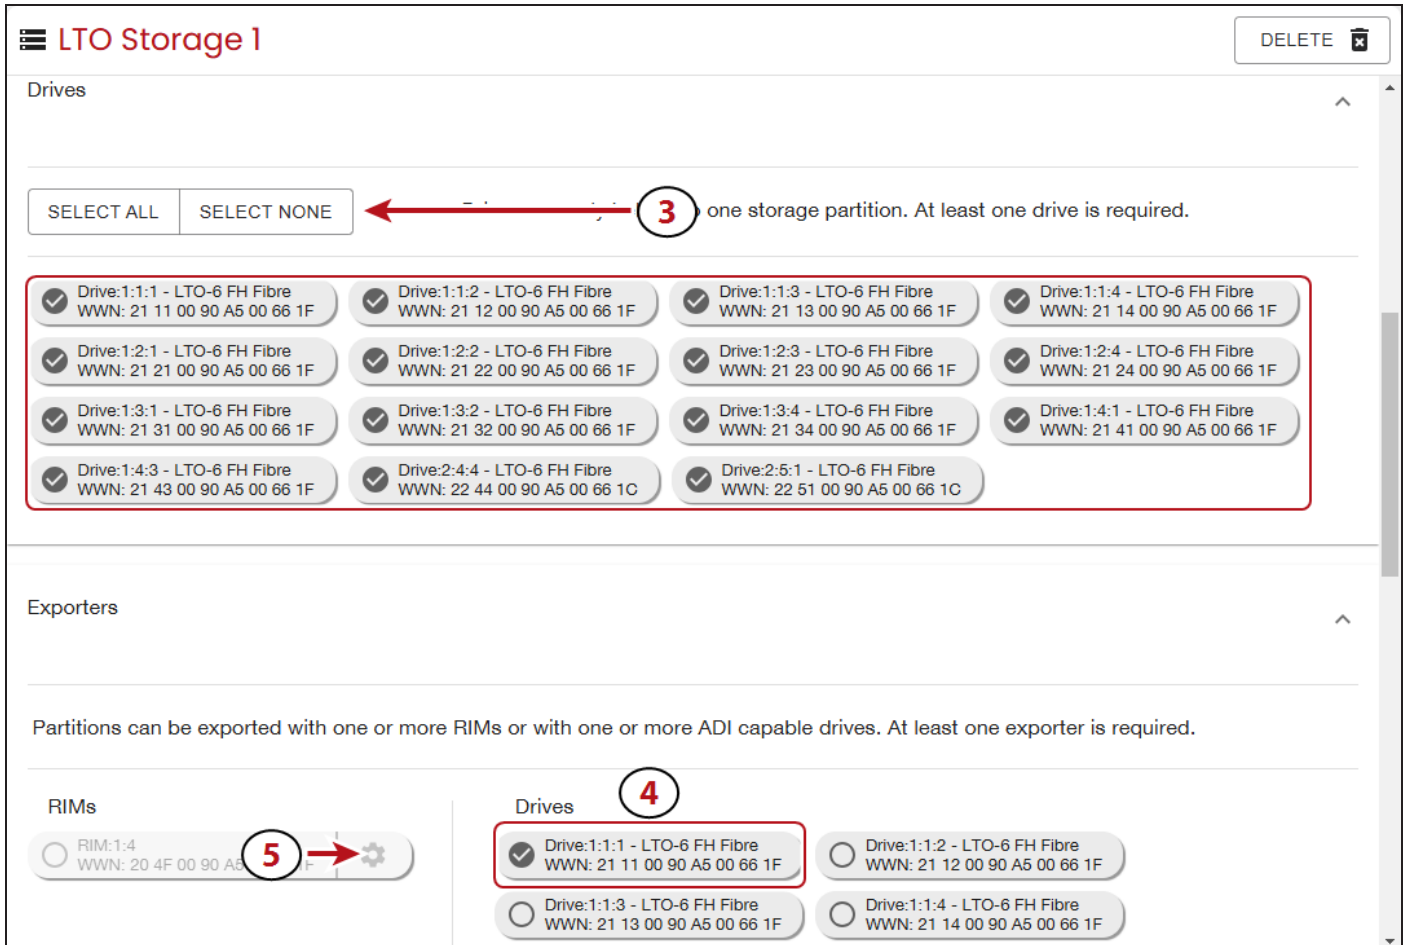 LTO Storage 1
DELETE
Drives
SELECT ALL SELECT NONE
3
one storage partition. At least one drive is required.
Drive:1:1:1 - LTO-6 FH Fibre
WWN: 21 11 00 90 A5 00 66 1F
Drive:1:1:2 - LTO-6 FH Fibre
WWN: 21 12 00 90 A5 00 66 1F
Drive:1:1:3 - LTO-6 FH Fibre
WWN: 21 13 00 90 A5 00 66 1F
Drive:1:1:4 - LTO-6 FH Fibre
WWN: 21 14 00 90 A5 00 66 1F
Drive:1:2:1 - LTO-6 FH Fibre
WWN: 21 21 00 90 A5 00 66 1F
Drive:1:2:2 - LTO-6 FH Fibre
WWN: 21 22 00 90 A5 00 66 1F
Drive:1:2:3 - LTO-6 FH Fibre
WWN: 21 23 00 90 A5 00 66 1F
Drive:1:2:4 - LTO-6 FH Fibre
WWN: 21 24 00 90 A5 00 66 1F
Drive:1:3:1 - LTO-6 FH Fibre
WWN: 21 31 00 90 A5 00 66 1F
Drive:1:3:2 - LTO-6 FH Fibre
WWN: 21 32 00 90 A5 00 66 1F
Drive:1:3:4 - LTO-6 FH Fibre
WWN: 21 34 00 90 A5 00 66 1F
Drive:1:4:1 - LTO-6 FH Fibre
WWN: 21 41 00 90 A5 00 66 1F
Drive:1:4:3 - LTO-6 FH Fibre
WWN: 21 43 00 90 A5 00 66 1F
Drive:2:4:4 - LTO-6 FH Fibre
WWN: 22 44 00 90 A5 00 66 1C
Drive:2:5:1 - LTO-6 FH Fibre
WWN: 22 51 00 90 A5 00 66 1C
Exporters
Partitions can be exported with one or more RIMs or with one or more ADI capable drives. At least one exporter is required.
RIMs
RIM:1:4
WWN: 20 4F 00 90
5
Drives
4
Drive:1:1:1 - LTO-6 FH Fibre
WWN: 21 11 00 90 A5 00 66 1F
Drive:1:1:2 - LTO-6 FH Fibre
WWN: 21 12 00 90 A5 00 66 1F
Drive:1:1:3 - LTO-6 FH Fibre
WWN: 21 13 00 90 A5 00 66 1F
Drive:1:1:4 - LTO-6 FH Fibre
WWN: 21 14 00 90 A5 00 66 1F